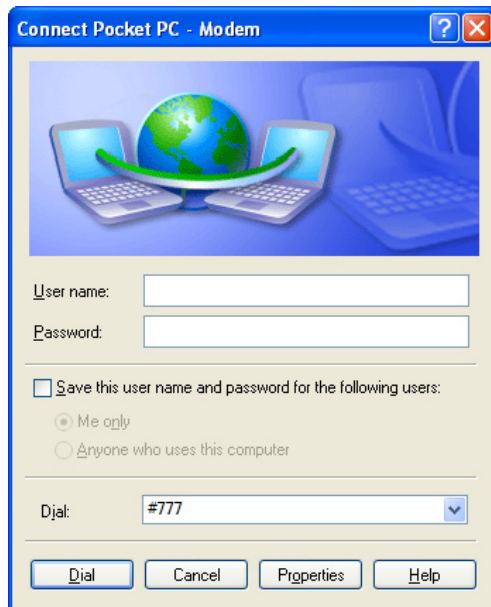 Connect Pocket PC - Modem
User name:
Password:
Save this user name and password for the following users:
Me only
Anyone who uses this computer
Dial: #777
Dial Cancel Properties Help